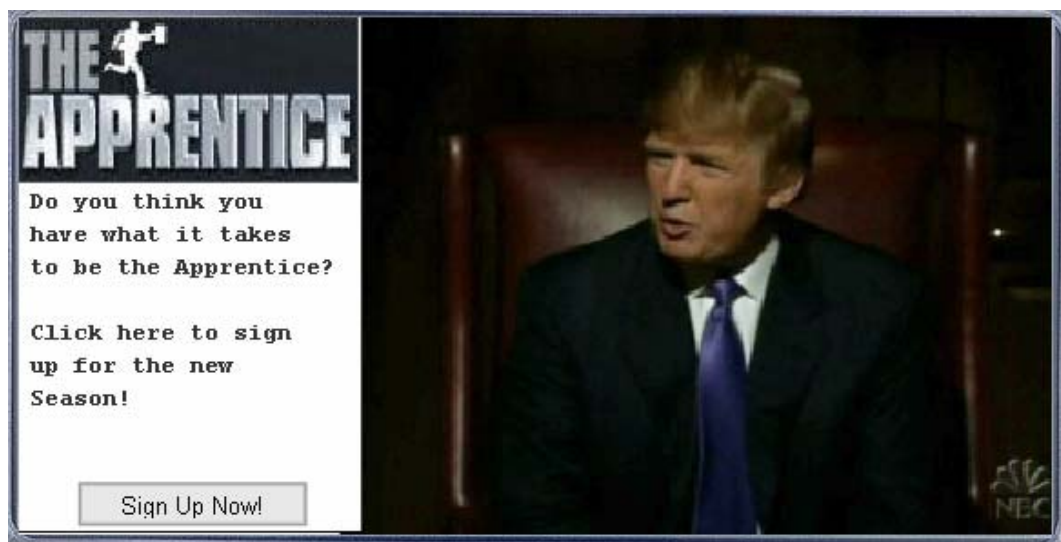 THE
APPRENTICE
Do you think you
have what it takes
to be the Apprentice?
Click here to sign
up for the new
Season!
Sign Up Now!
NBC